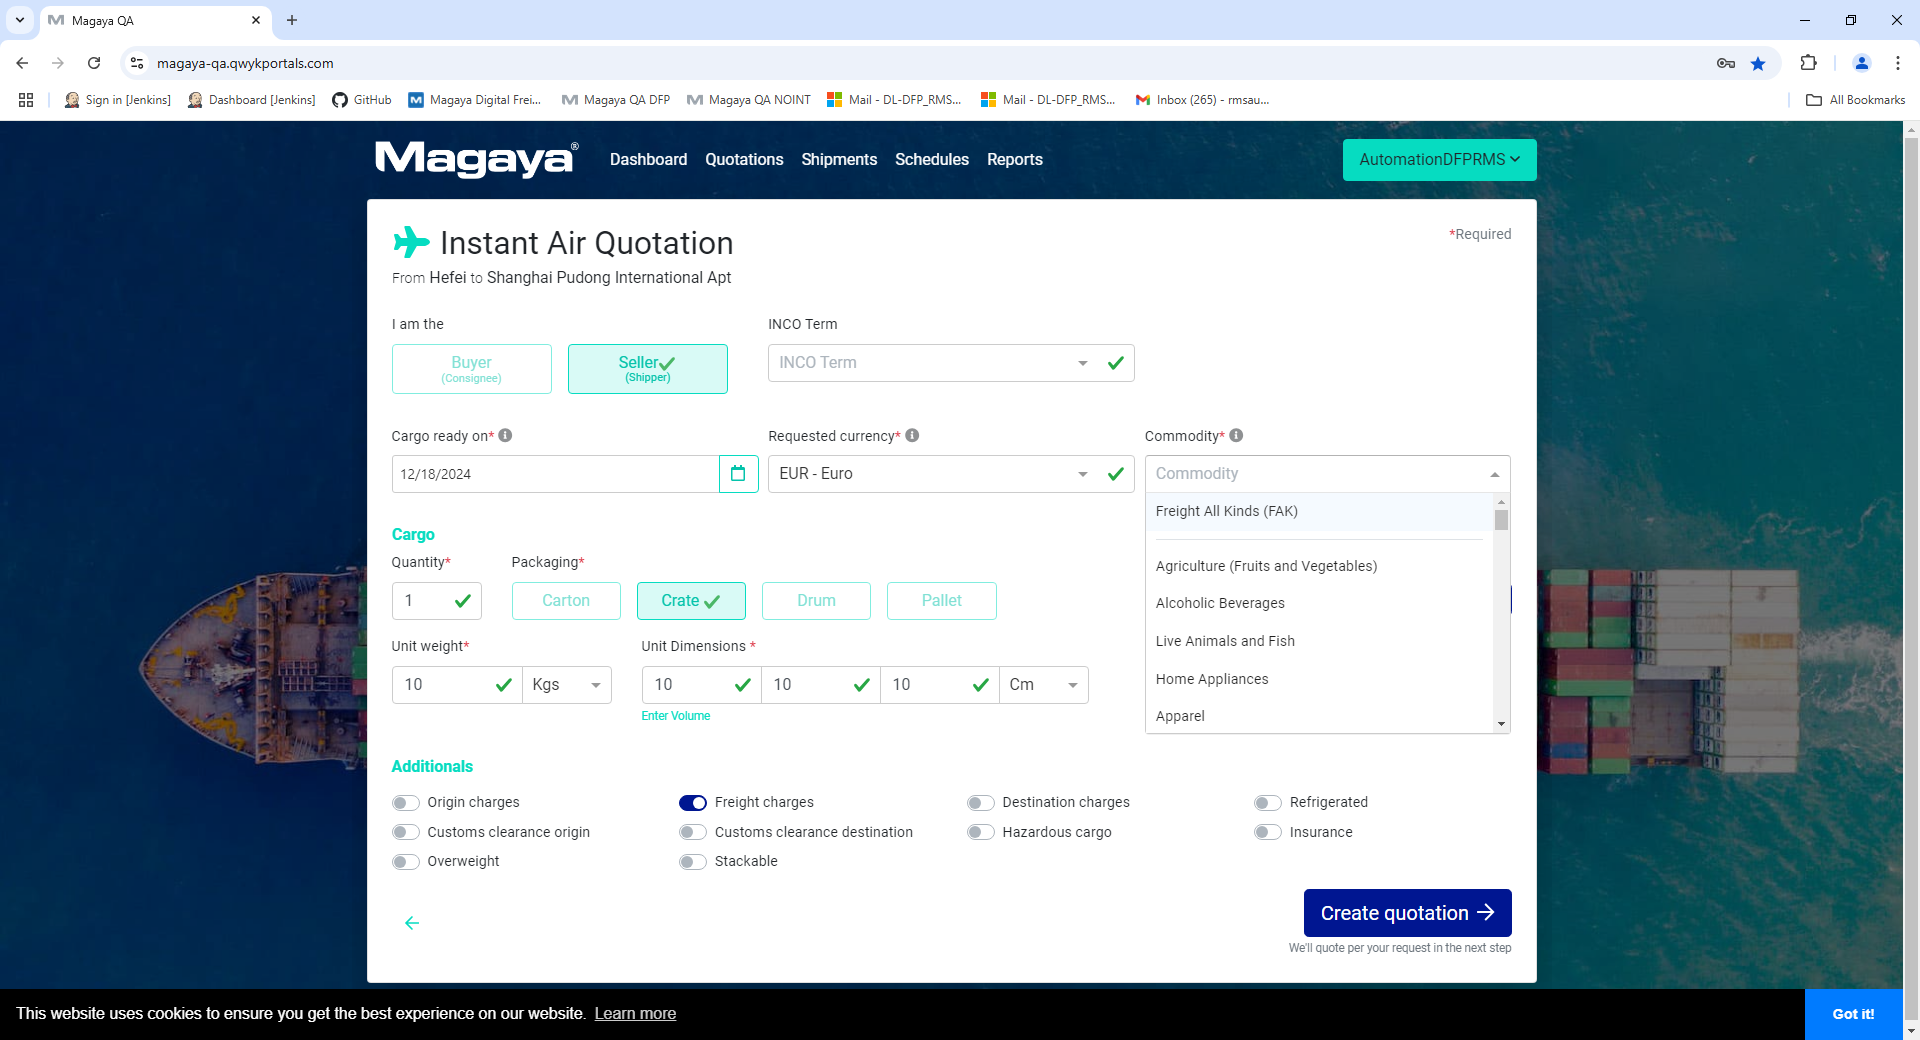 Magaya QA
magaya-qa.qwykportals.com
Sign in [Jenkins]
Dashboard [Jenkins]
GitHub
Magaya Digital Frei...
Magaya QA DFP
Magaya QA NOINT
Mail - DL-DFP_RMS...
Mail - DL-DFP_RMS...
Inbox (265) - rmsau...
All Bookmarks
Magaya®
Dashboard
Quotations
Shipments
Schedules
Reports
AutomationDFPRMS
Instant Air Quotation
*Required
From Hefei to Shanghai Pudong International Apt
I am the
INCO Term
Buyer
(Consignee)
Seller
(Shipper)
INCO Term
Cargo ready on*
Requested currency*
Commodity*
12/18/2024
EUR - Euro
Commodity
Freight All Kinds (FAK)
Agriculture (Fruits and Vegetables)
Alcoholic Beverages
Live Animals and Fish
Home Appliances
Apparel
Cargo
Quantity*
Packaging*
1
Carton
Crate
Drum
Pallet
Unit weight*
Unit Dimensions *
10
Kgs
10
10
10
Cm
Enter Volume
Additionals
Origin charges
Freight charges
Destination charges
Refrigerated
Customs clearance origin
Customs clearance destination
Hazardous cargo
Insurance
Overweight
Stackable
Create quotation
We'll quote per your request in the next step
This website uses cookies to ensure you get the best experience on our website. Learn more
Got it!